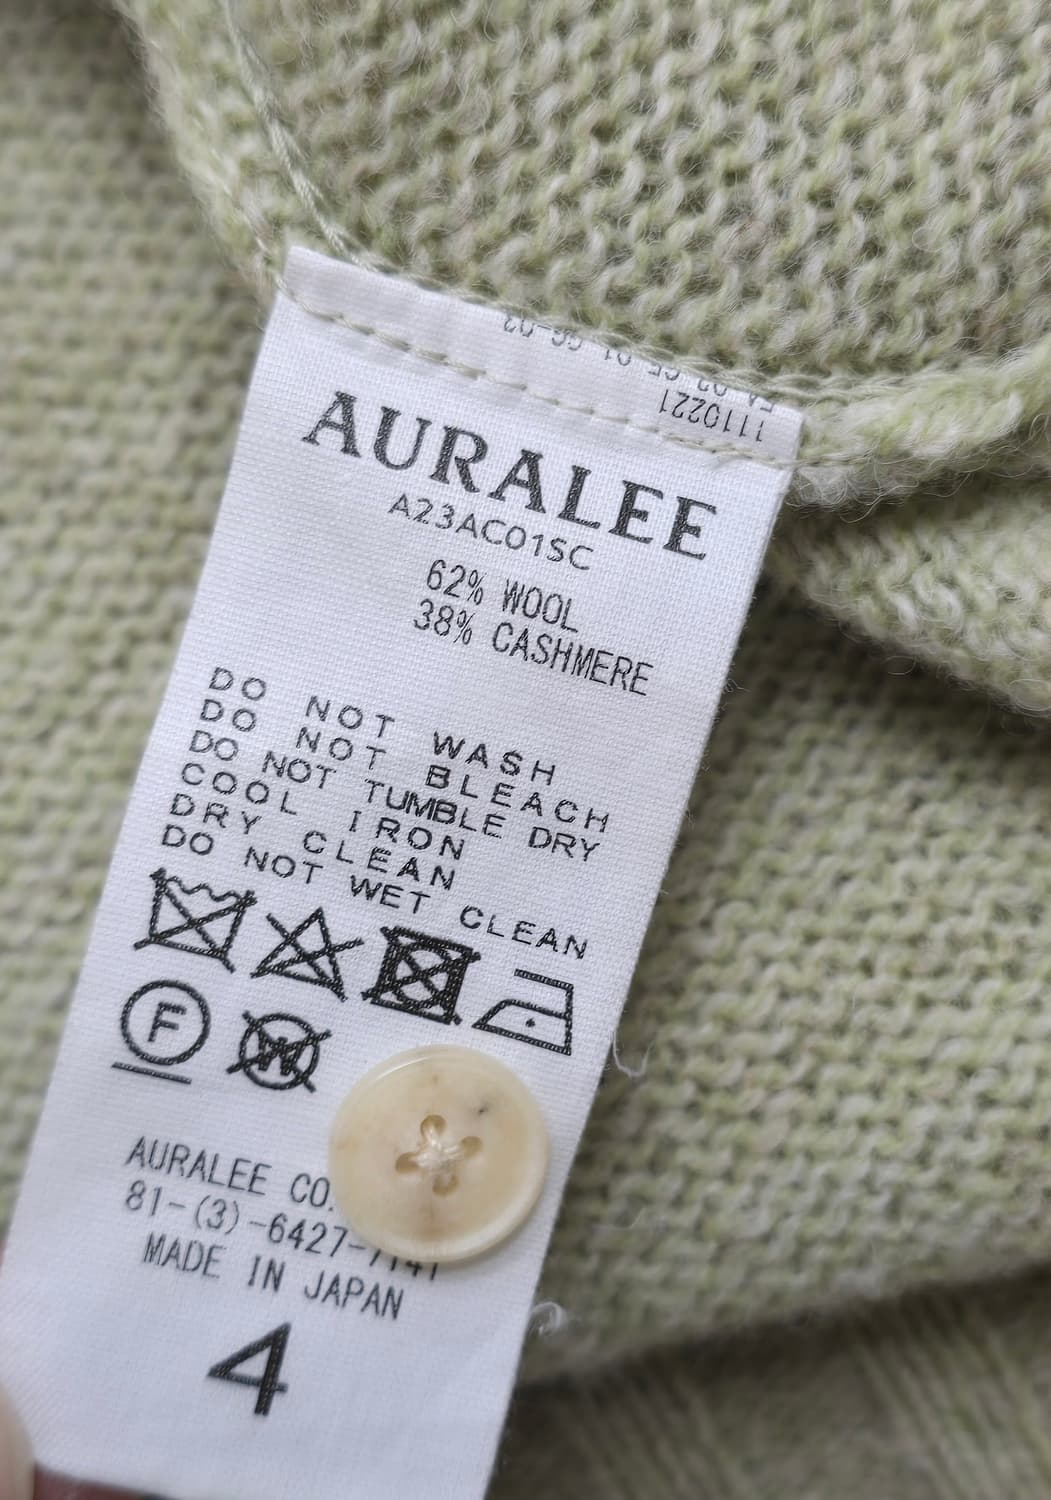 1110221
AURALEE
A23AC01SC
62% WOOL
38% CASHMERE
DO NOT WASH
DO NOT BLEACH
DO NOT TUMBLE DRY
COOL IRON
DRY CLEAN
DO NOT WET CLEAN
F
W
AURALEE CO.
81-(3)-6427-7141
MADE IN JAPAN
4